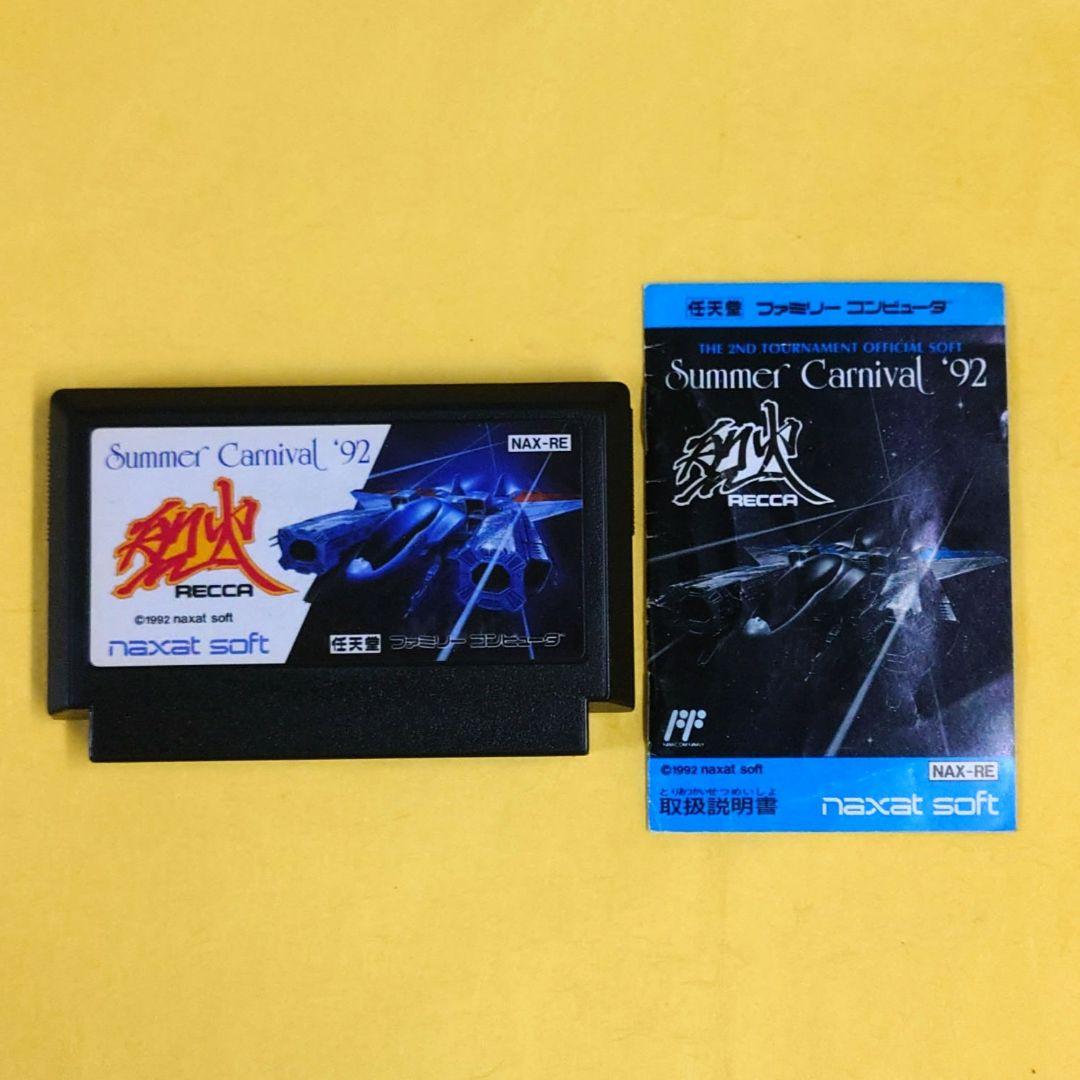 Summer Carnival '92
NAX-RE
烈火
RECCA
©1992 naxat soft
naxat soft
任天堂 ファミリーコンピュータ
任天堂 ファミリーコンピュータ
THE 2ND TOURNAMENT OFFICIAL SOFT
Summer Carnival '92
烈火
RECCA
©1992 naxat soft
NAX-RE
とりあつかいせつめいしょ
取扱説明書
naxat soft